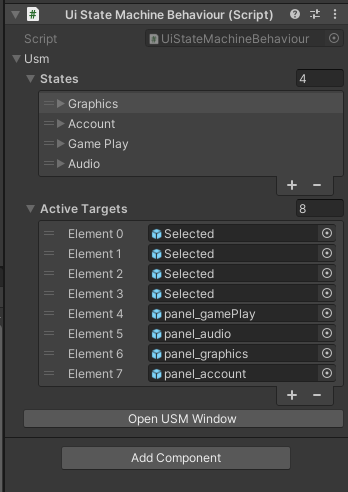 Ui State Machine Behaviour (Script)
Script UiStateMachineBehaviour
Usm
States 4
Graphics
Account
Game Play
Audio
+ −
Active Targets 8
Element 0 Selected
Element 1 Selected
Element 2 Selected
Element 3 Selected
Element 4 panel_gamePlay
Element 5 panel_audio
Element 6 panel_graphics
Element 7 panel_account
+ −
Open USM Window
Add Component